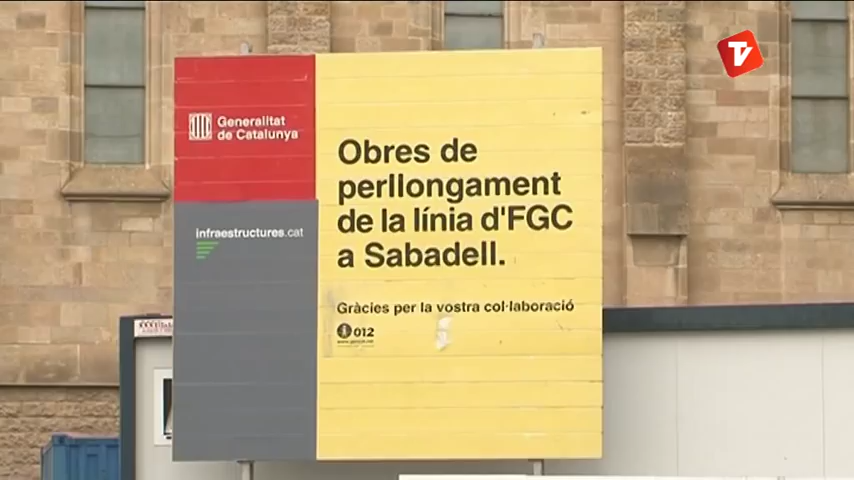 TV
Generalitat
de Catalunya
infraestructures.cat
Obres de
perllongament
de la línia d'FGC
a Sabadell.
Gràcies per la vostra col·laboració
012